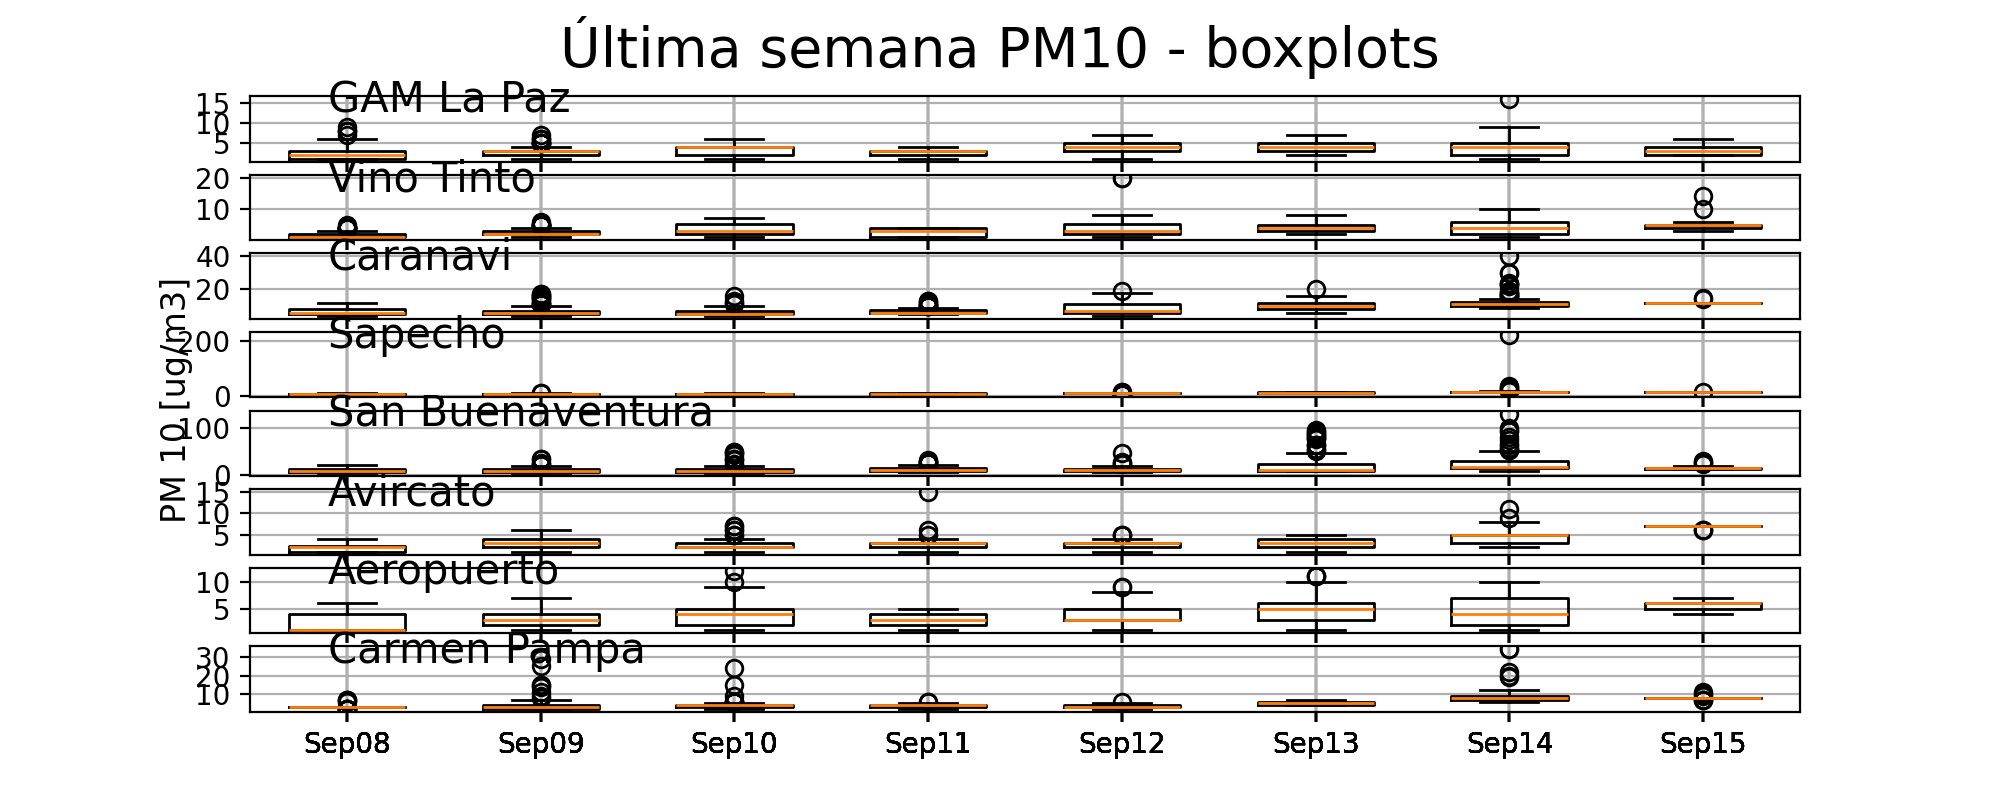 Última semana PM10 - boxplots
GAM La Paz
15
10
5
Vino Tinto
20
10
Caranavi
40
20
Sapecho
200
0
San Buenaventura
100
0
Avircato
15
10
5
Aeropuerto
10
5
Carmen Pampa
30
20
10
PM 10 [ug/m3]
Sep08 Sep09 Sep10 Sep11 Sep12 Sep13 Sep14 Sep15